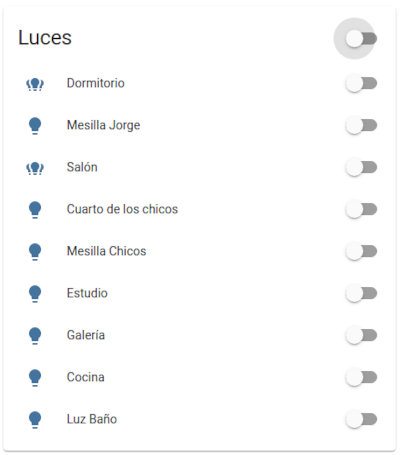 Luces
Dormitorio
Mesilla Jorge
Salón
Cuarto de los chicos
Mesilla Chicos
Estudio
Galería
Cocina
Luz Baño